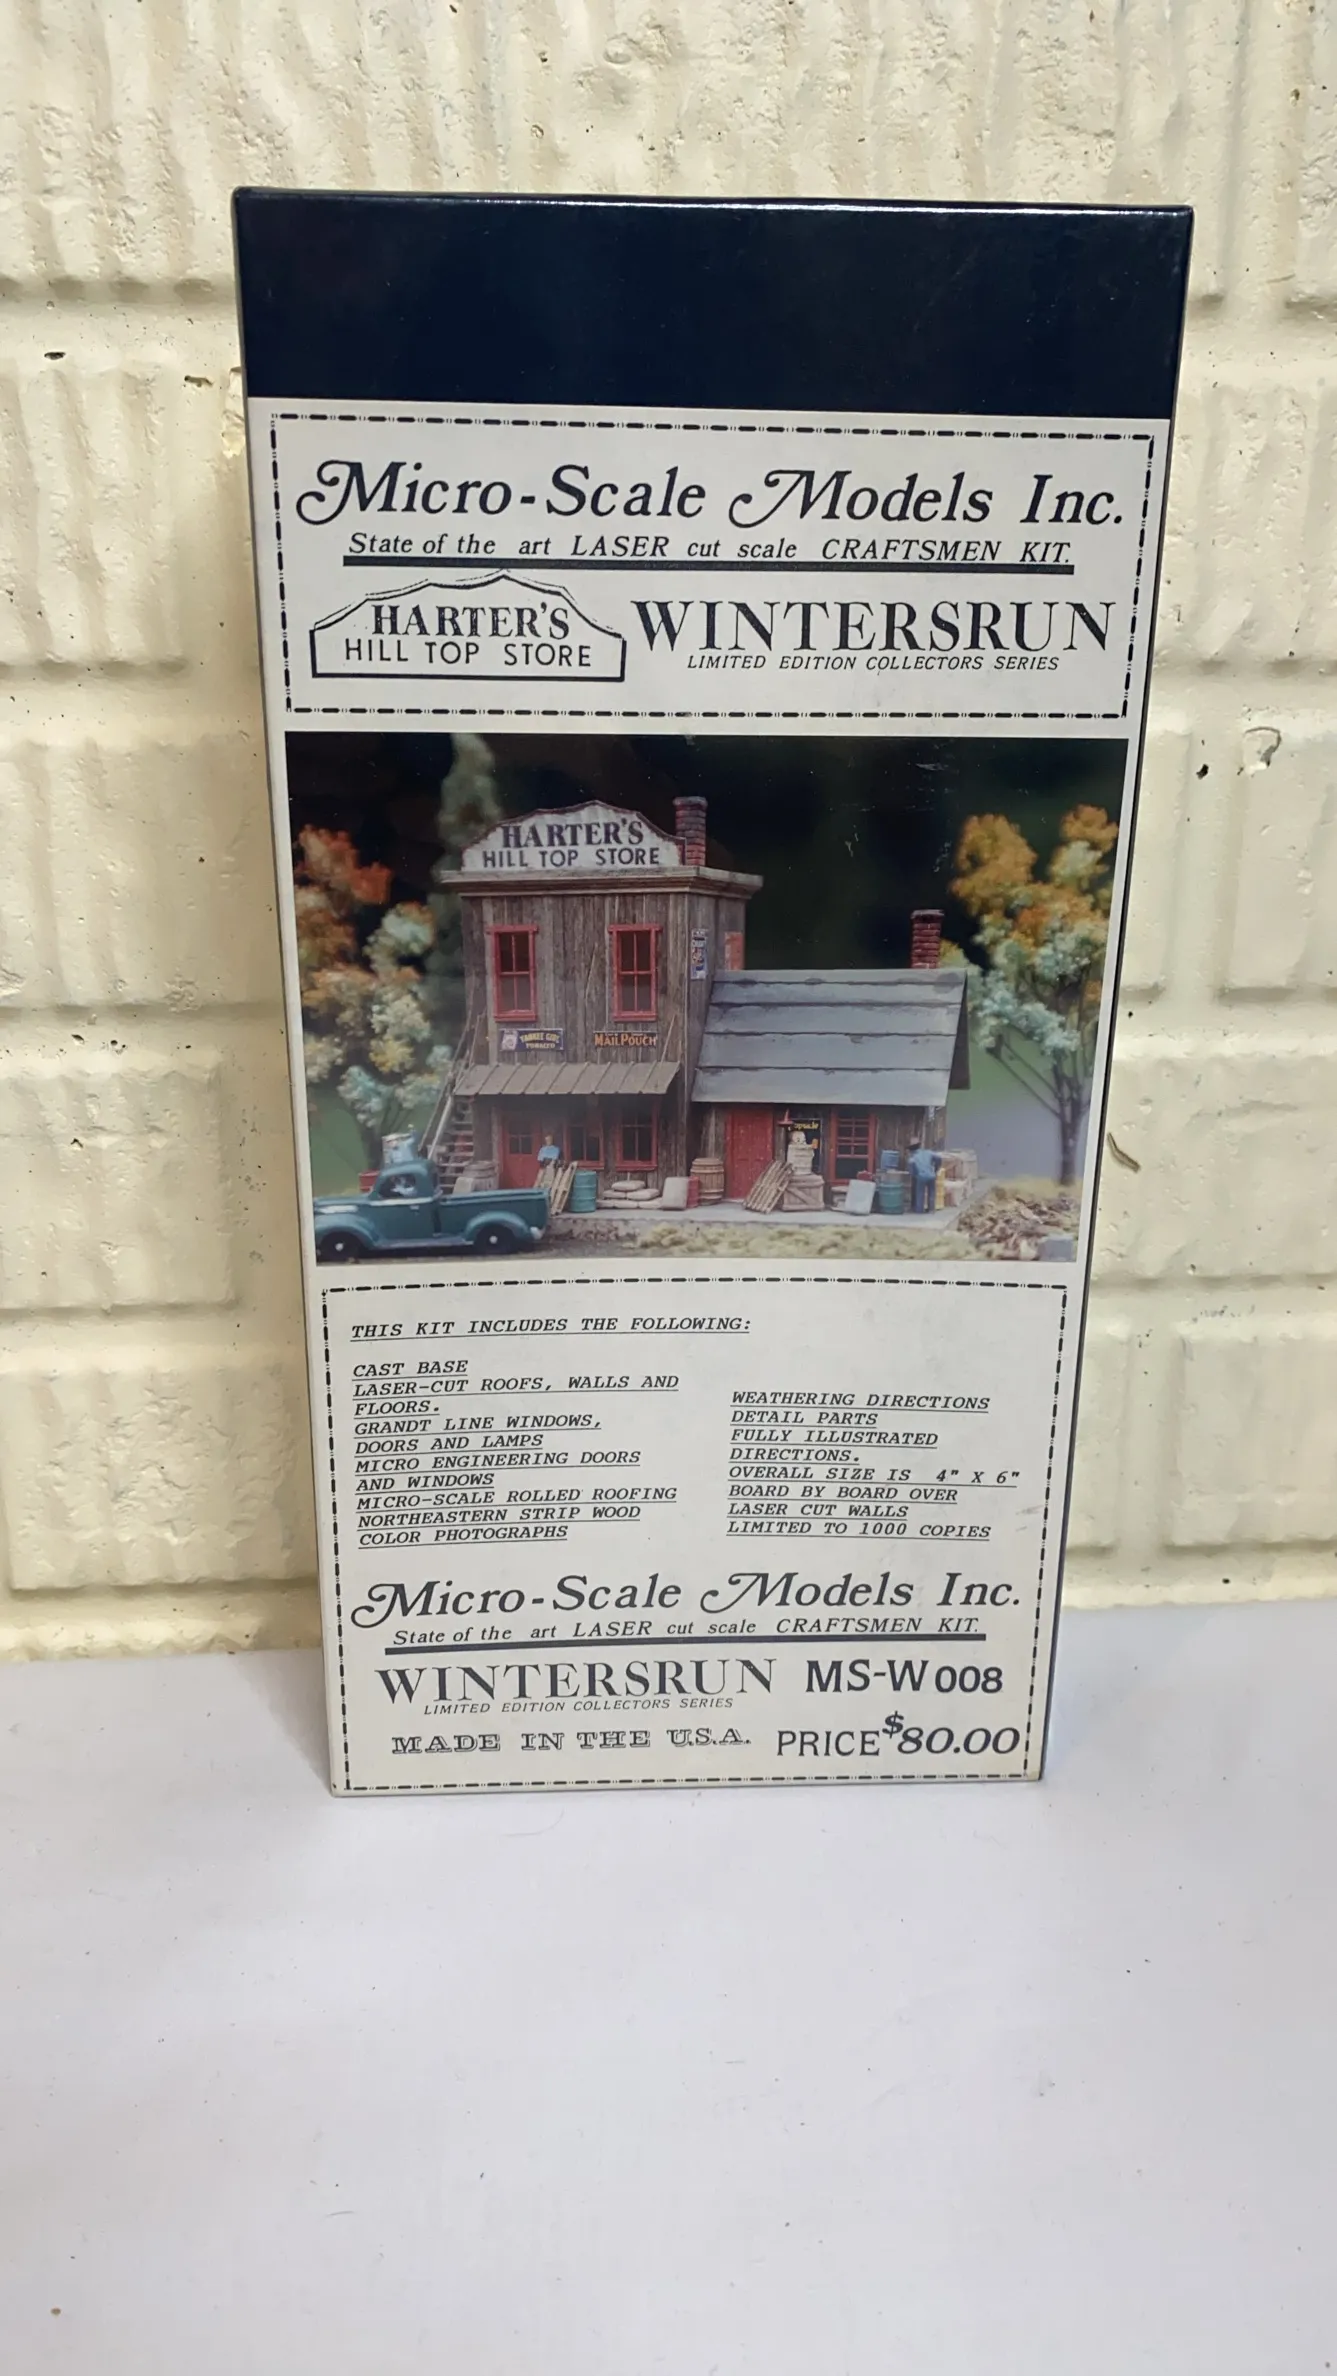 Micro-Scale Models Inc.
State of the art LASER cut scale CRAFTSMEN KIT.
HARTER'S
HILL TOP STORE
WINTERSRUN
LIMITED EDITION COLLECTORS SERIES
HARTER'S
HILL TOP STORE
YANKEE GIRL
TOBACCO
MAIL POUCH
THIS KIT INCLUDES THE FOLLOWING:
CAST BASE
LASER-CUT ROOFS, WALLS AND
FLOORS.
GRANDT LINE WINDOWS,
DOORS AND LAMPS
MICRO ENGINEERING DOORS
AND WINDOWS
MICRO-SCALE ROLLED ROOFING
NORTHEASTERN STRIP WOOD
COLOR PHOTOGRAPHS
WEATHERING DIRECTIONS
DETAIL PARTS
FULLY ILLUSTRATED
DIRECTIONS.
OVERALL SIZE IS 4" X 6"
BOARD BY BOARD OVER
LASER CUT WALLS
LIMITED TO 1000 COPIES
Micro-Scale Models Inc.
State of the art LASER cut scale CRAFTSMEN KIT.
WINTERSRUN
LIMITED EDITION COLLECTORS SERIES
MS-W008
MADE IN THE U.S.A.
PRICE $80.00